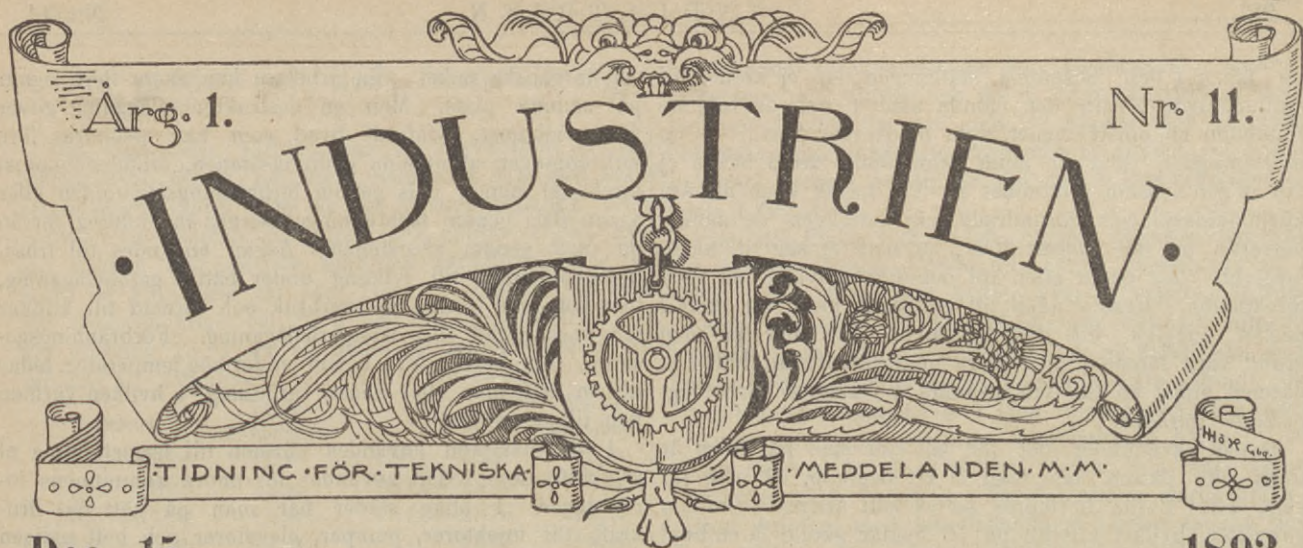 Årg. 1.
Nr. 11.
· INDUSTRIEN. ·
· TIDNING · FÖR · TEKNISKA ·
· MEDDELANDEN · M · M ·